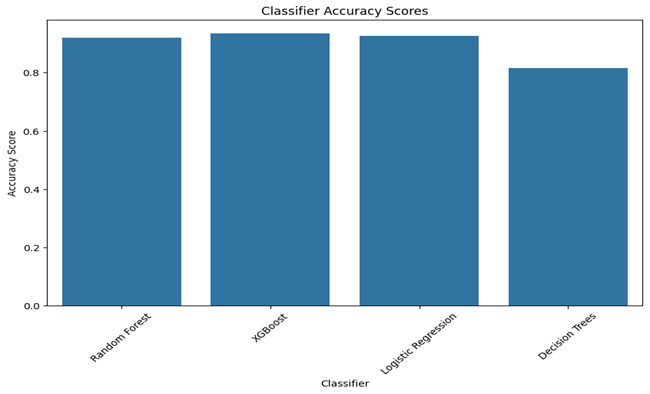 Classifier Accuracy Scores
Accuracy Score
0.8
0.6
0.4
0.2
0.0
Random Forest
XGBoost
Logistic Regression
Decision Trees
Classifier